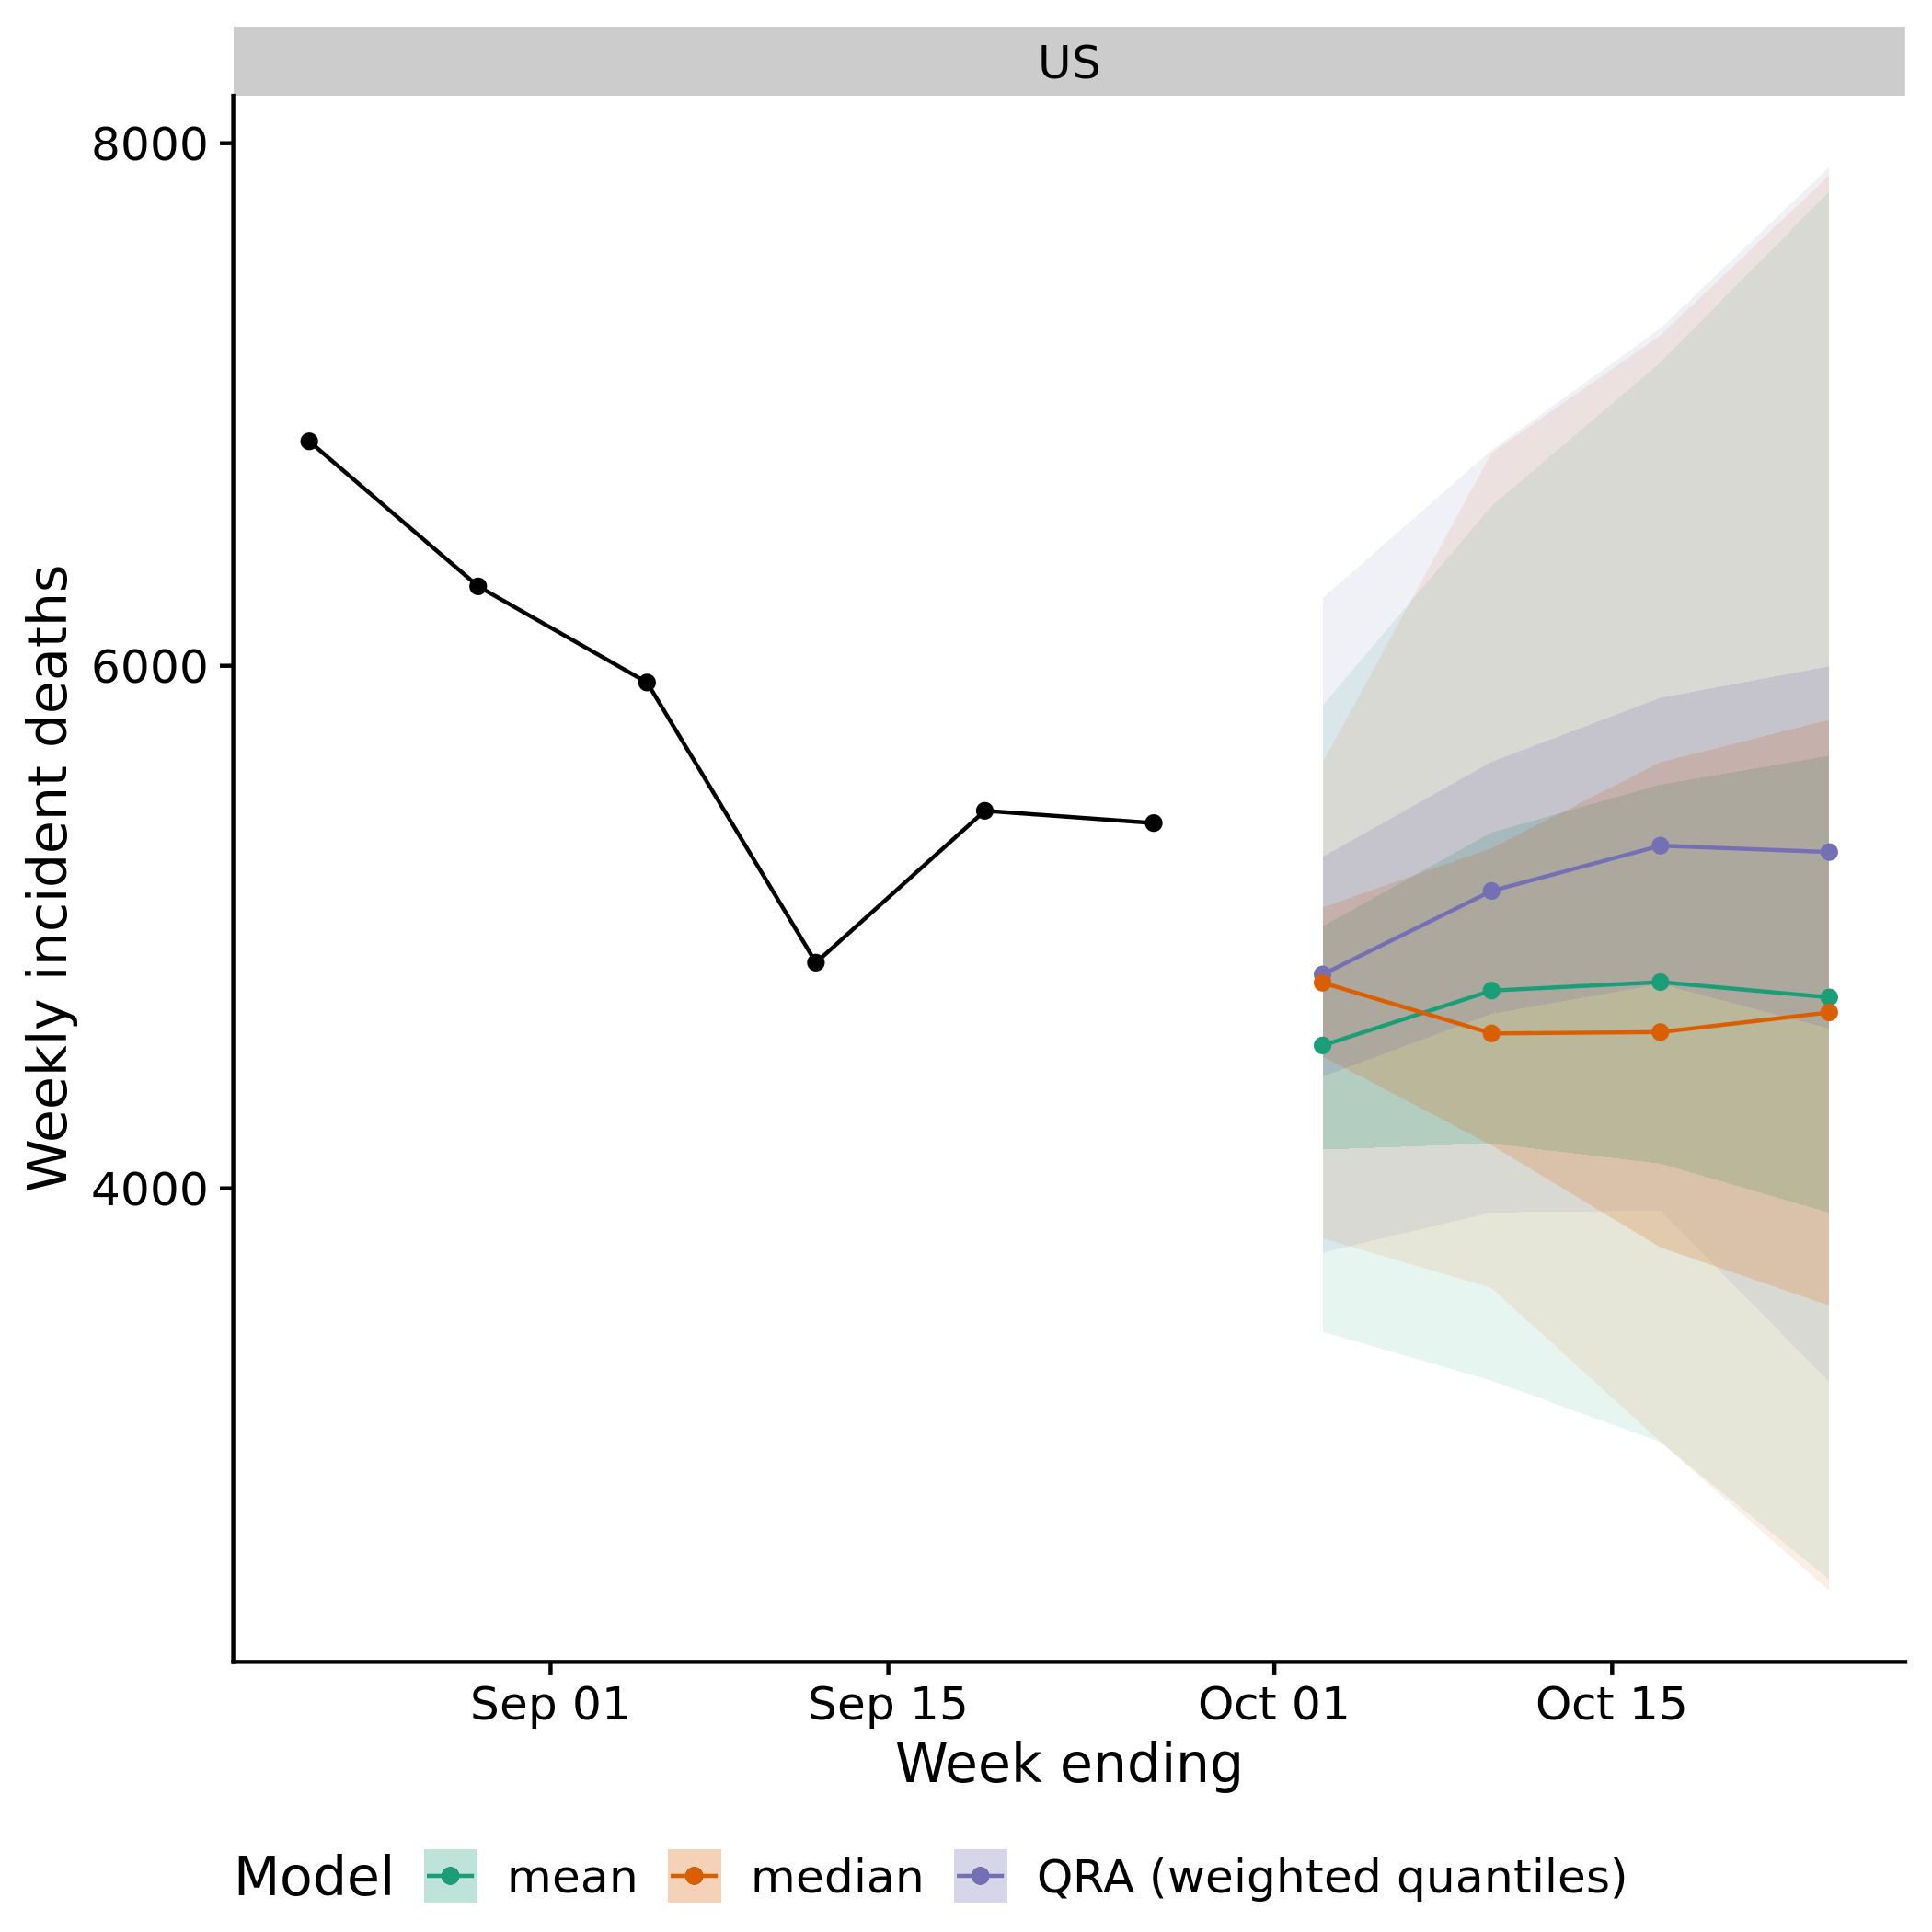 US
Weekly incident deaths
8000
6000
4000
Sep 01 Sep 15 Oct 01 Oct 15
Week ending
Model mean median QRA (weighted quantiles)